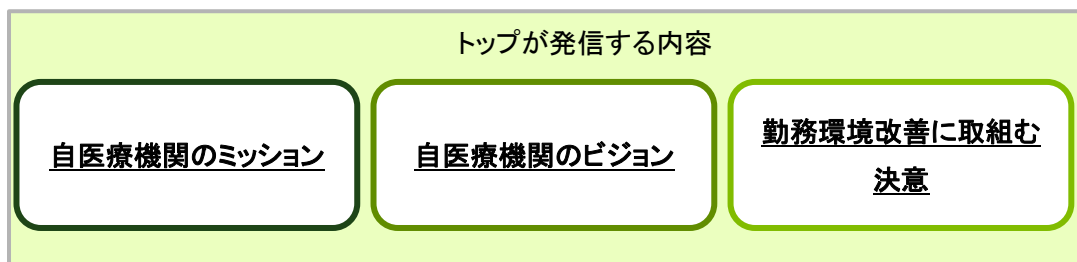 トップが発信する内容
自医療機関のミッション
自医療機関のビジョン
勤務環境改善に取組む
決意